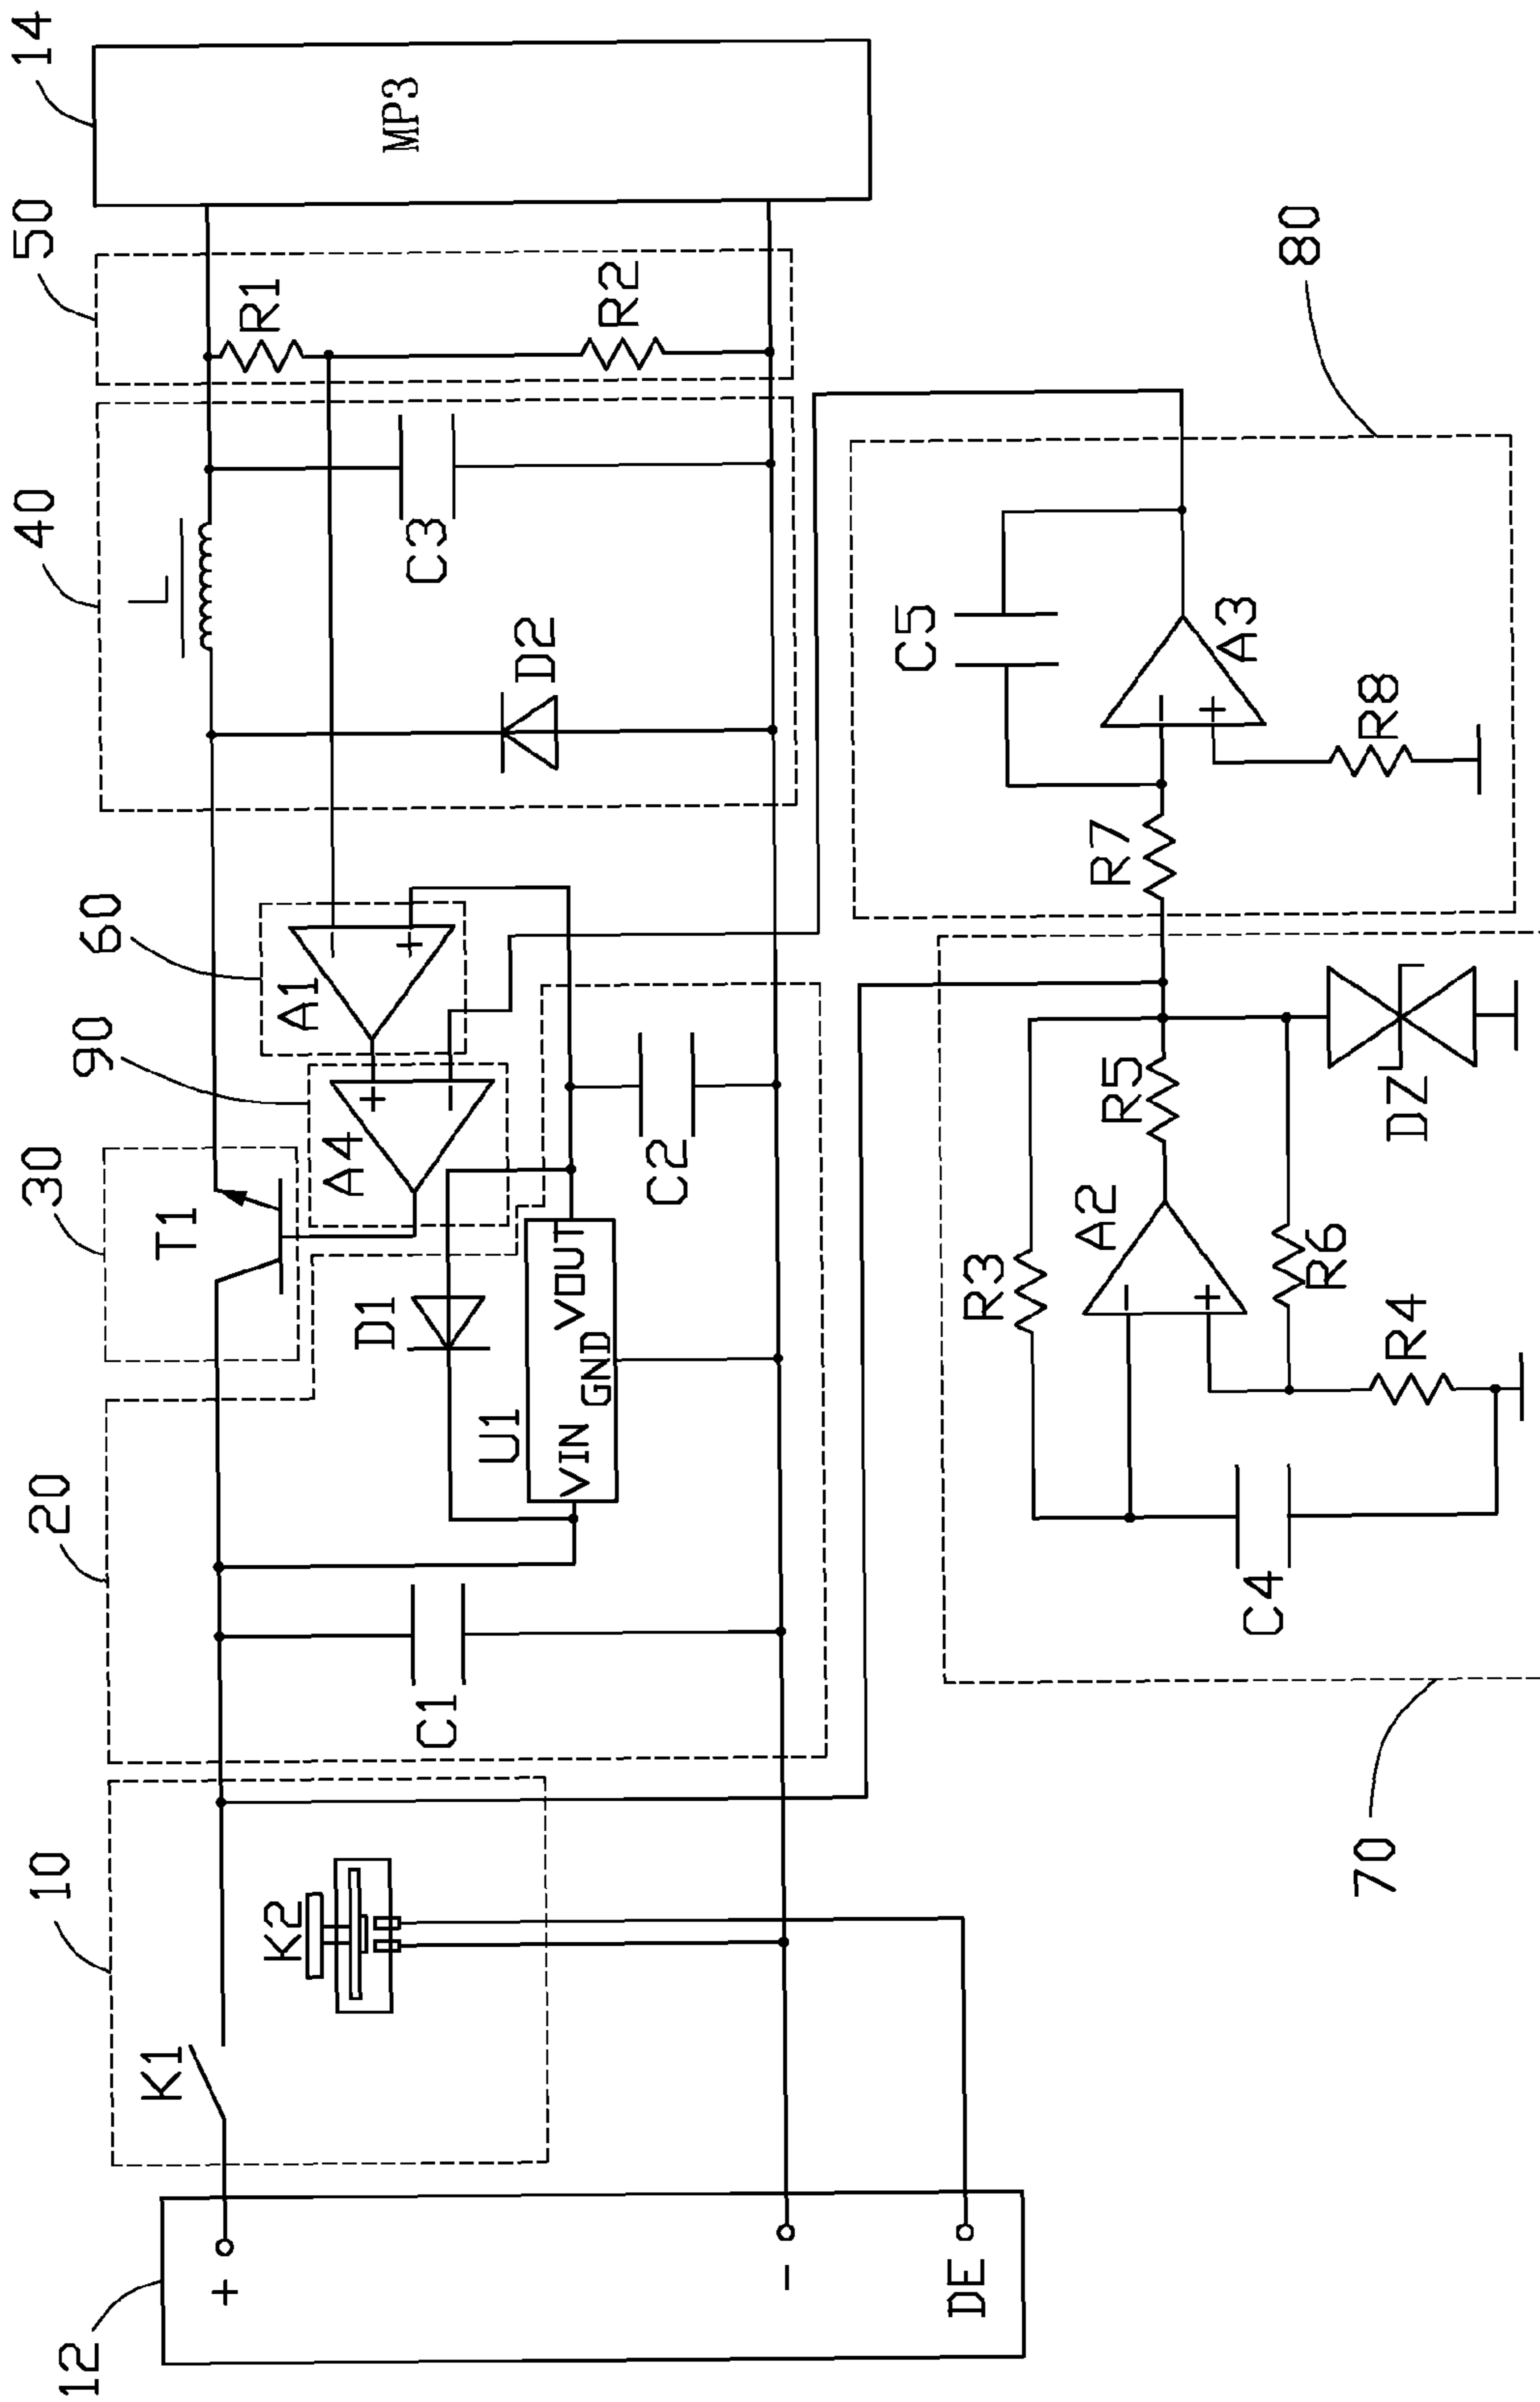 12
+
-
DE
10
K1
K2
20
C1
U1
VIN
GND
VOUT
D1
C2
30
T1
90
A4
+
-
60
A1
-
+
40
L
D2
C3
50
R1
R2
14
MP3
70
C4
R3
R4
A2
-
+
R6
R5
DZ
80
R7
C5
A3
-
+
R8